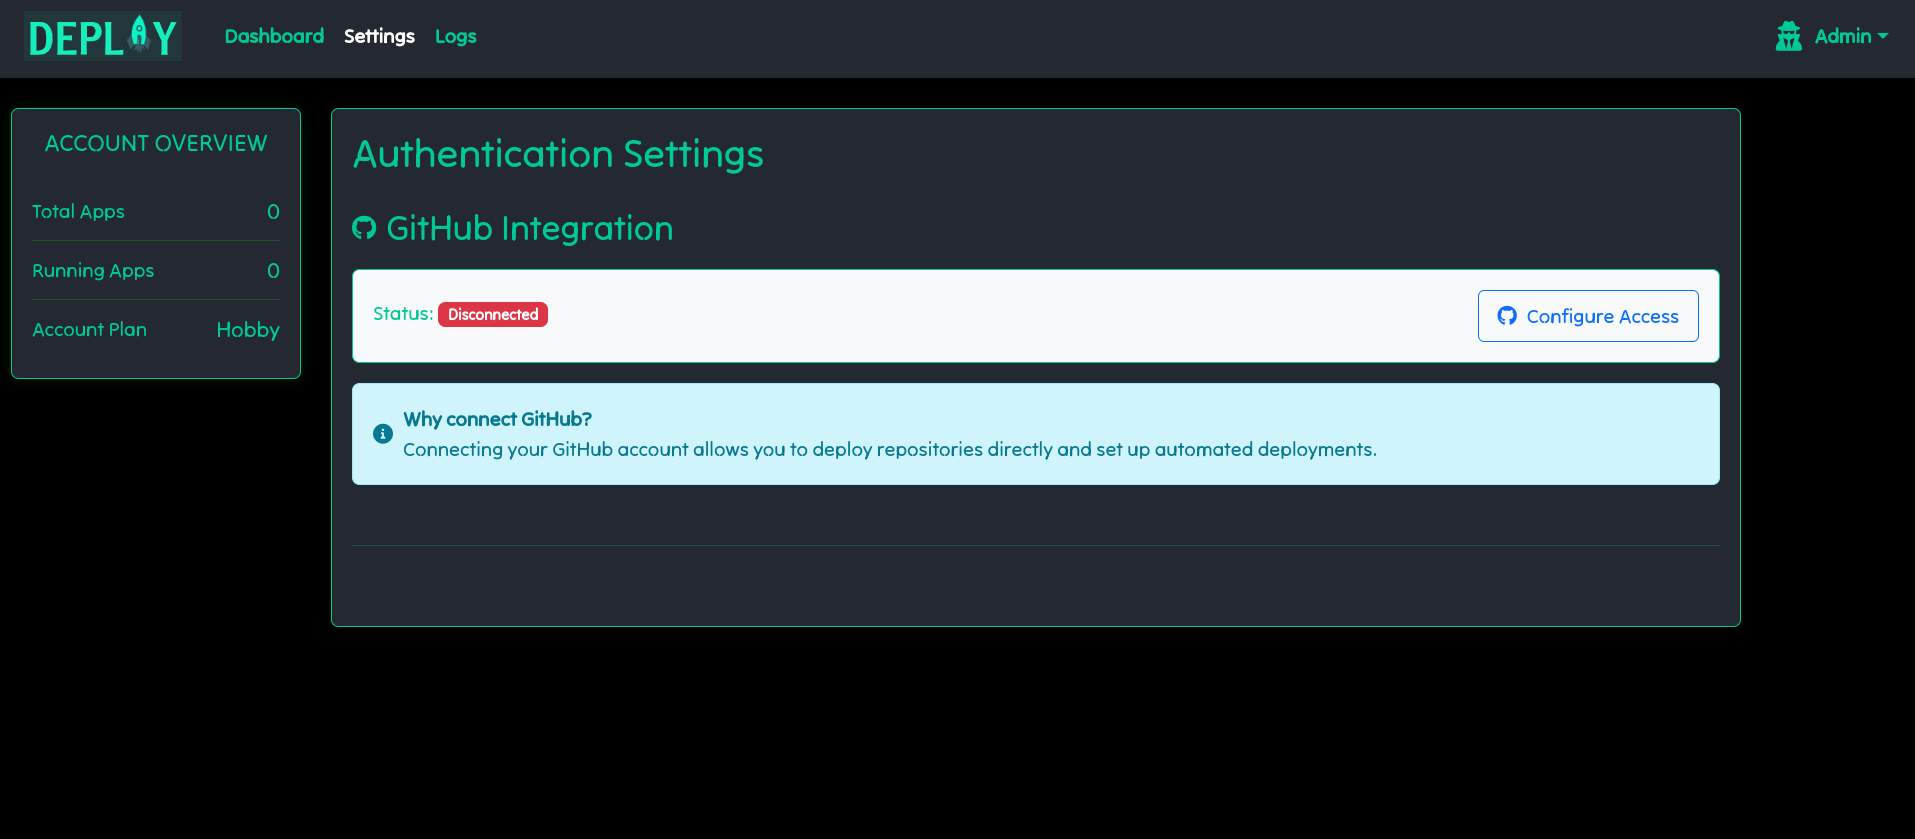 DEPLOY Dashboard Settings Logs Admin
ACCOUNT OVERVIEW
Total Apps 0
Running Apps 0
Account Plan Hobby
Authentication Settings
GitHub Integration
Status: Disconnected Configure Access
Why connect GitHub?
Connecting your GitHub account allows you to deploy repositories directly and set up automated deployments.